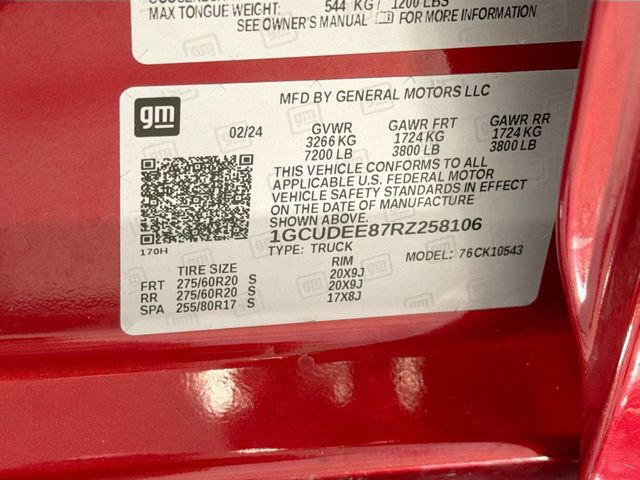 MAX TONGUE WEIGHT: 544 KG/ 1200 LBS
SEE OWNER'S MANUAL FOR MORE INFORMATION
gm
MFD BY GENERAL MOTORS LLC
02/24 GVWR GAWR FRT GAWR RR
3266 KG 1724 KG 1724 KG
7200 LB 3800 LB 3800 LB
THIS VEHICLE CONFORMS TO ALL
APPLICABLE U.S. FEDERAL MOTOR
VEHICLE SAFETY STANDARDS IN EFFECT
ON THE DATE OF MANUFACTURE
SHOWN ABOVE.
1GCUDEE87RZ258106
170H TYPE: TRUCK MODEL: 76CK10543
TIRE SIZE RIM
FRT 275/60R20 S 20X9J
RR 275/60R20 S 20X9J
SPA 255/80R17 S 17X8J